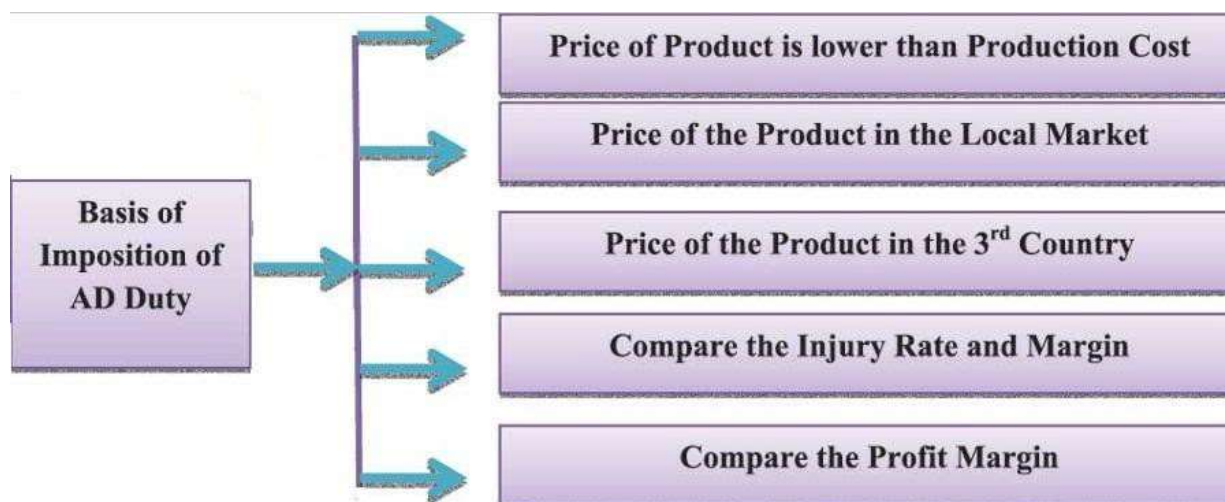 Basis of
Imposition of
AD Duty
Price of Product is lower than Production Cost
Price of the Product in the Local Market
Price of the Product in the 3rd Country
Compare the Injury Rate and Margin
Compare the Profit Margin